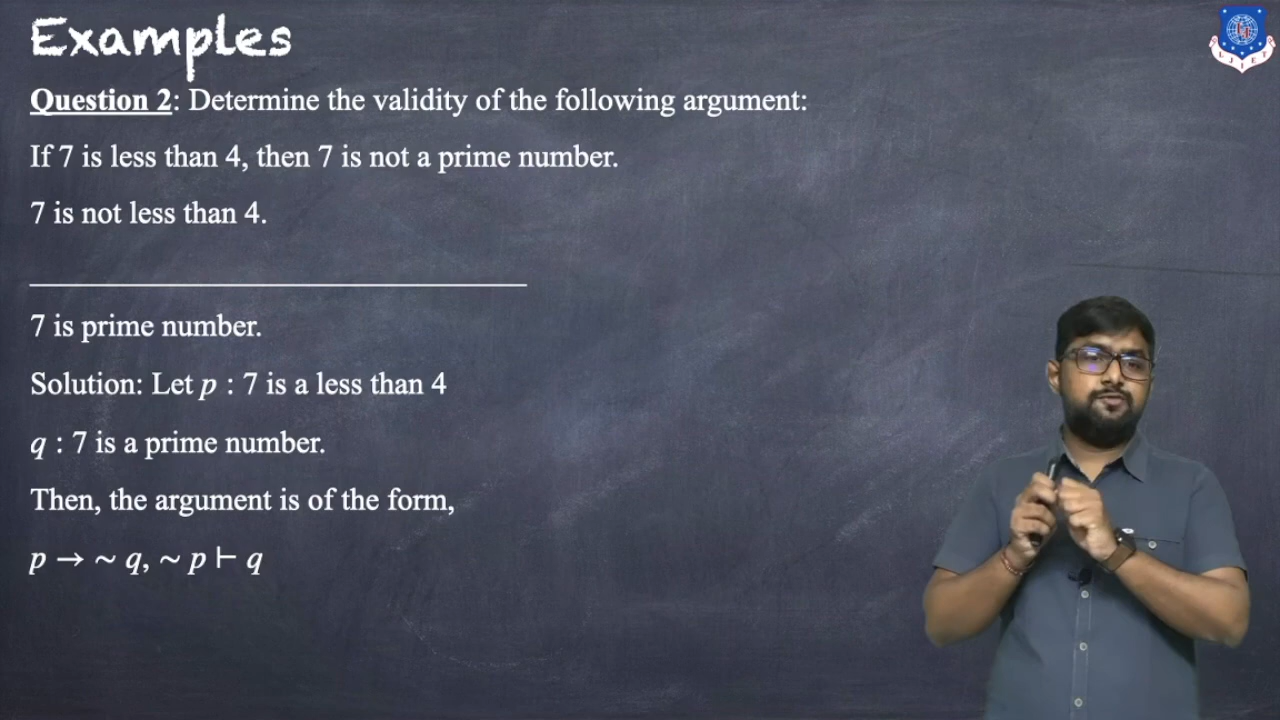 Examples
Question 2: Determine the validity of the following argument:
If 7 is less than 4, then 7 is not a prime number.
7 is not less than 4.
7 is prime number.
Solution: Let p : 7 is a less than 4
q : 7 is a prime number.
Then, the argument is of the form,
p → ~ q, ~ p ⊢ q